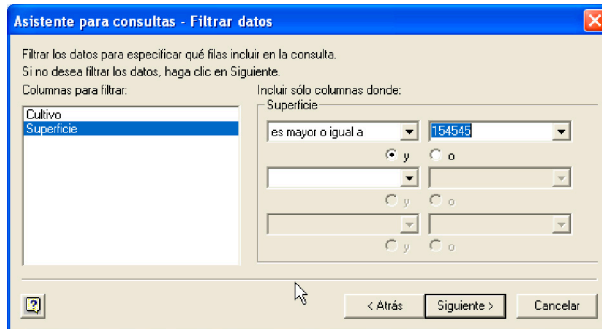 Asistente para consultas - Filtrar datos
Filtrar los datos para especificar qué filas incluir en la consulta.
Si no desea filtrar los datos, haga clic en Siguiente.
Columnas para filtrar: Incluir sólo columnas donde:
Cultivo
Superficie
Superficie
es mayor o igual a 154545
y o
y o
y o
? < Atrás Siguiente > Cancelar